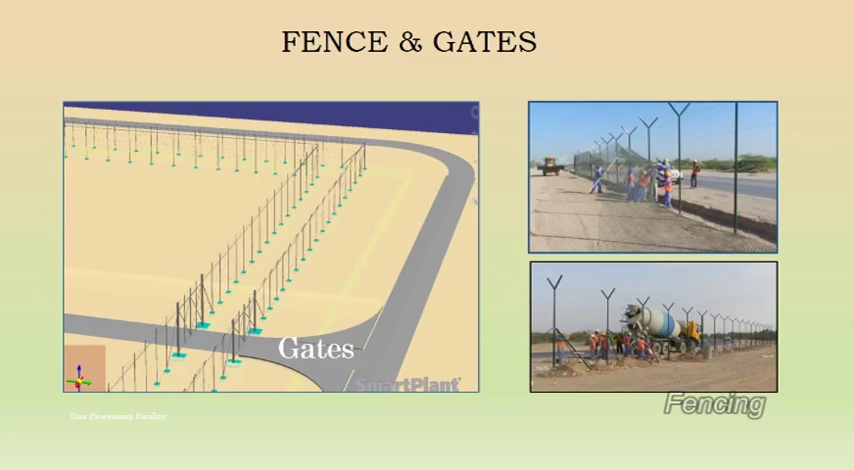 FENCE & GATES
Gates
SmartPlant
Fencing
Gas Processing Facility